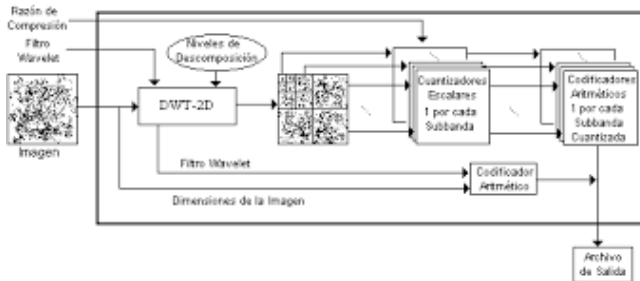 Razón de
Compresión
Filtro
Wavelet
Niveles de
Descomposición
Imagen
DWT-2D
Cuantizadores
Escalares
1 por cada
Subbanda
Codificadores
Aritméticos
1 por cada
Subbanda
Cuantizada
Filtro Wavelet
Codificador
Aritmético
Dimensiones de la Imagen
Archivo
de Salida